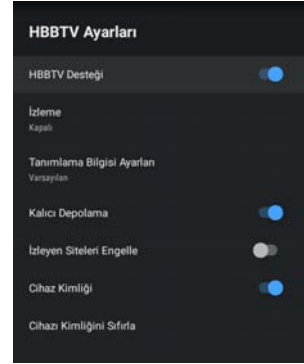 HBBTV Ayarları
HBBTV Desteği
İzleme
Kapalı
Tanımlama Bilgisi Ayarları
Varsayılan
Kalıcı Depolama
İzleyen Siteleri Engelle
Cihaz Kimliği
Cihazı Kimliğini Sıfırla